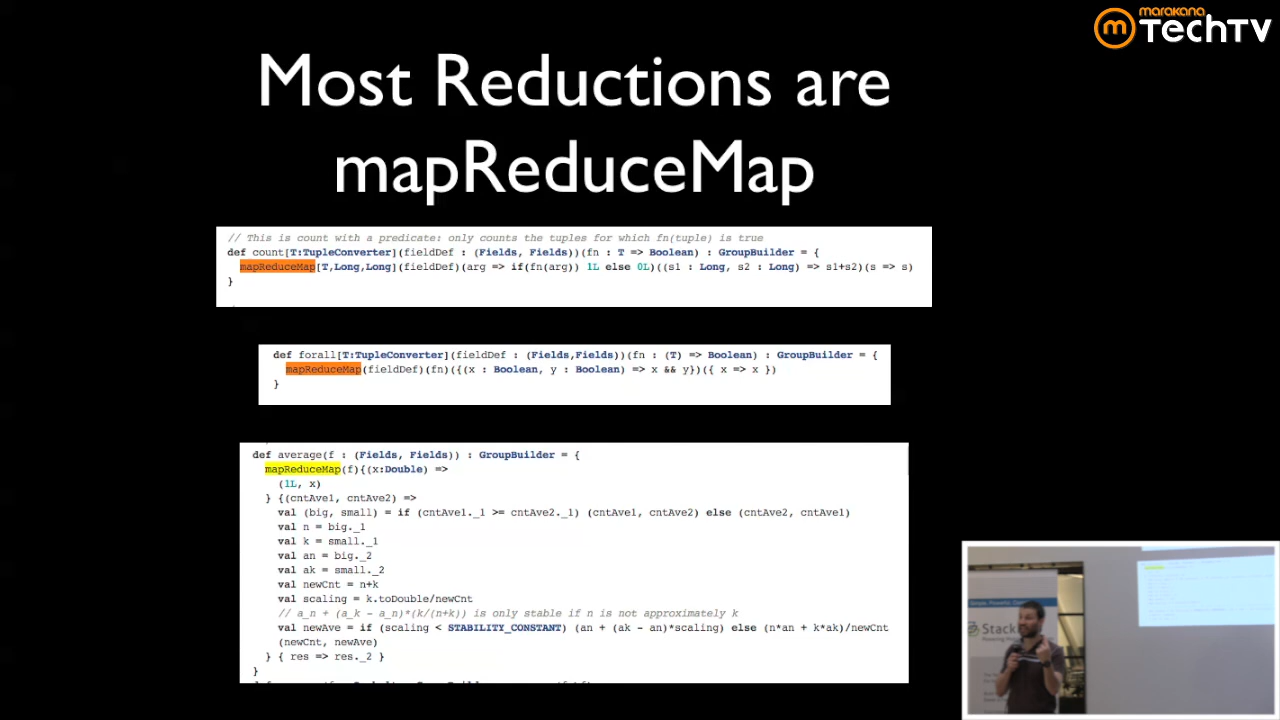 marakana
m TechTV
Most Reductions are
mapReduceMap
// This is count with a predicate: only counts the tuples for which fn(tuple) is true
def count[T:TupleConverter](fieldDef : (Fields, Fields))(fn : T => Boolean) : GroupBuilder = {
mapReduceMap[T,Long,Long](fieldDef)(arg => if(fn(arg)) 1L else 0L)((s1 : Long, s2 : Long) => s1+s2)(s => s)
}
def forall[T:TupleConverter](fieldDef : (Fields,Fields))(fn : (T) => Boolean) : GroupBuilder = {
mapReduceMap(fieldDef)(fn)({(x : Boolean, y : Boolean) => x && y})({ x => x })
}
def average(f : (Fields, Fields)) : GroupBuilder = {
mapReduceMap(f){(x:Double) =>
(1L, x)
} {(cntAve1, cntAve2) =>
val (big, small) = if (cntAve1._1 >= cntAve2._1) (cntAve1, cntAve2) else (cntAve2, cntAve1)
val n = big._1
val k = small._1
val an = big._2
val ak = small._2
val newCnt = n+k
val scaling = k.toDouble/newCnt
// a_n + (a_k - a_n)*(k/(n+k)) is only stable if n is not approximately k
val newAve = if (scaling < STABILITY_CONSTANT) (an + (ak - an)*scaling) else (n*an + k*ak)/newCnt
(newCnt, newAve)
} { res => res._2 }
}
Stack